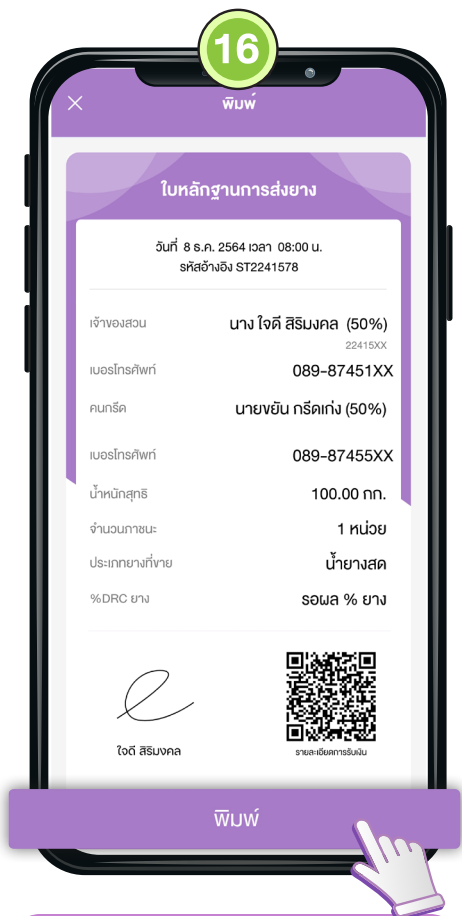 16
พิมพ์
ใบหลักฐานการส่งยาง
วันที่ 8 ธ.ค. 2564 เวลา 08:00 น.
รหัสอ้างอิง ST2241578
เจ้าของสวน นาง ใจดี สิริมงคล (50%)
22415XX
เบอรโทรศัพท์ 089-87451XX
คนกรีด นายขยัน กรีดเก่ง (50%)
เบอรโทรศัพท์ 089-87455XX
น้ำหนักสุทธิ 100.00 กก.
จำนวนภาชนะ 1 หน่วย
ประเภทยางที่ขาย น้ำยางสด
%DRC ยาง รอผล % ยาง
ใจดี สิริมงคล รายละเอียดการรับเงิน
พิมพ์